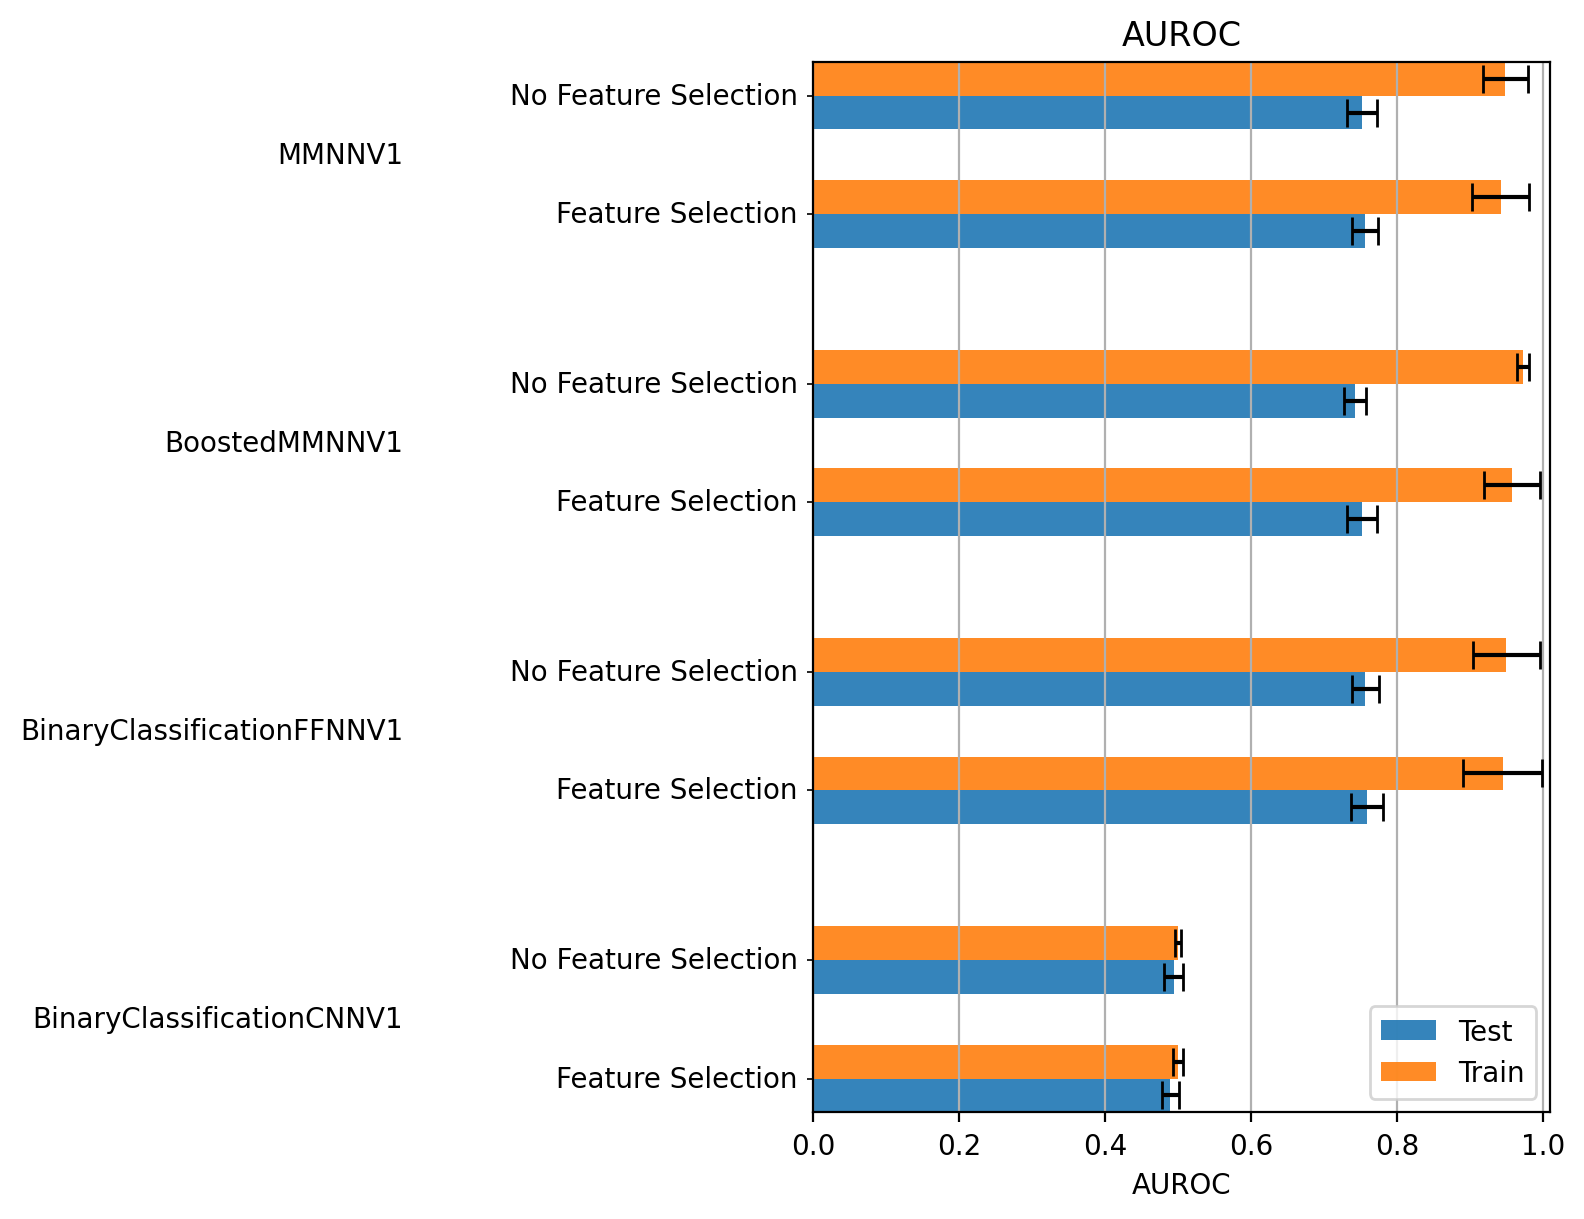 AUROC
No Feature Selection
MMNNV1
Feature Selection
No Feature Selection
BoostedMMNNV1
Feature Selection
No Feature Selection
BinaryClassificationFFNNV1
Feature Selection
No Feature Selection
BinaryClassificationCNNV1
Feature Selection
Test
Train
0.0 0.2 0.4 0.6 0.8 1.0
AUROC